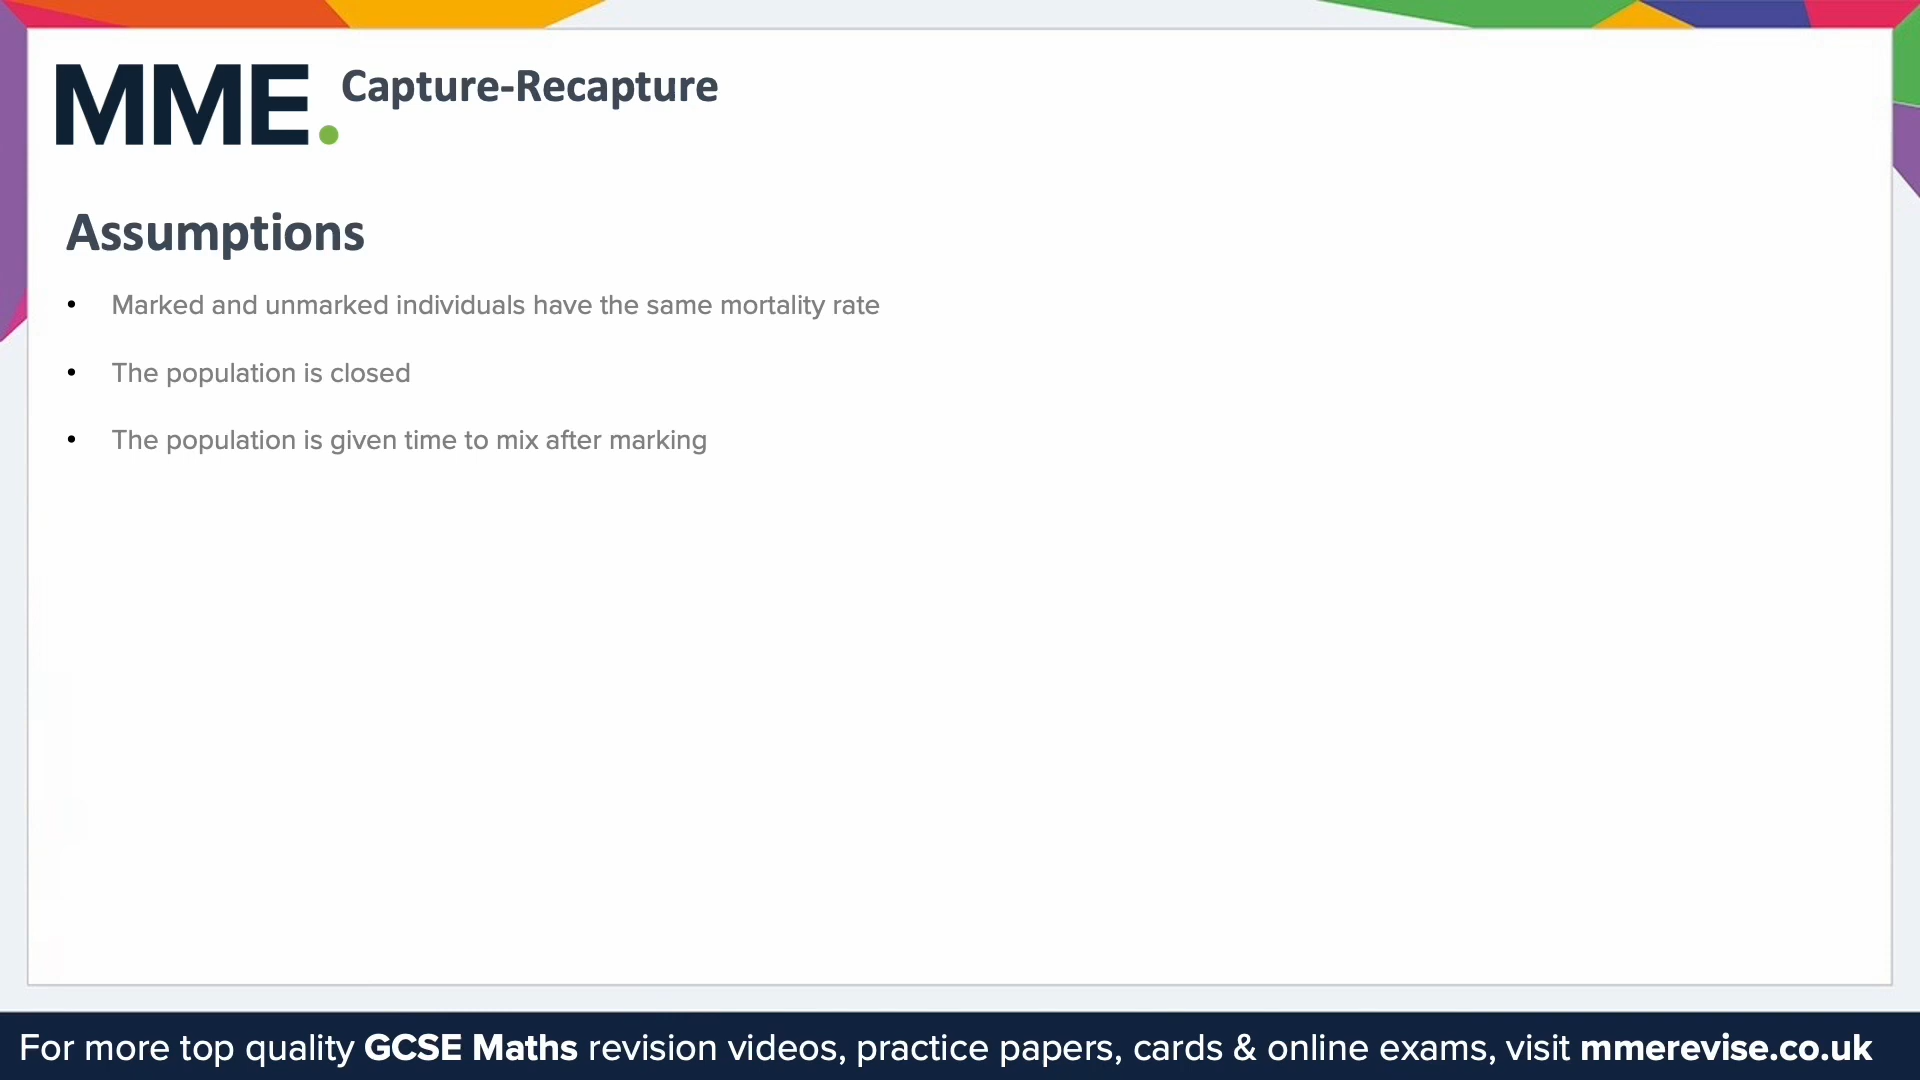 MME.
Capture-Recapture
Assumptions
• Marked and unmarked individuals have the same mortality rate
• The population is closed
• The population is given time to mix after marking
For more top quality GCSE Maths revision videos, practice papers, cards & online exams, visit mmerevise.co.uk